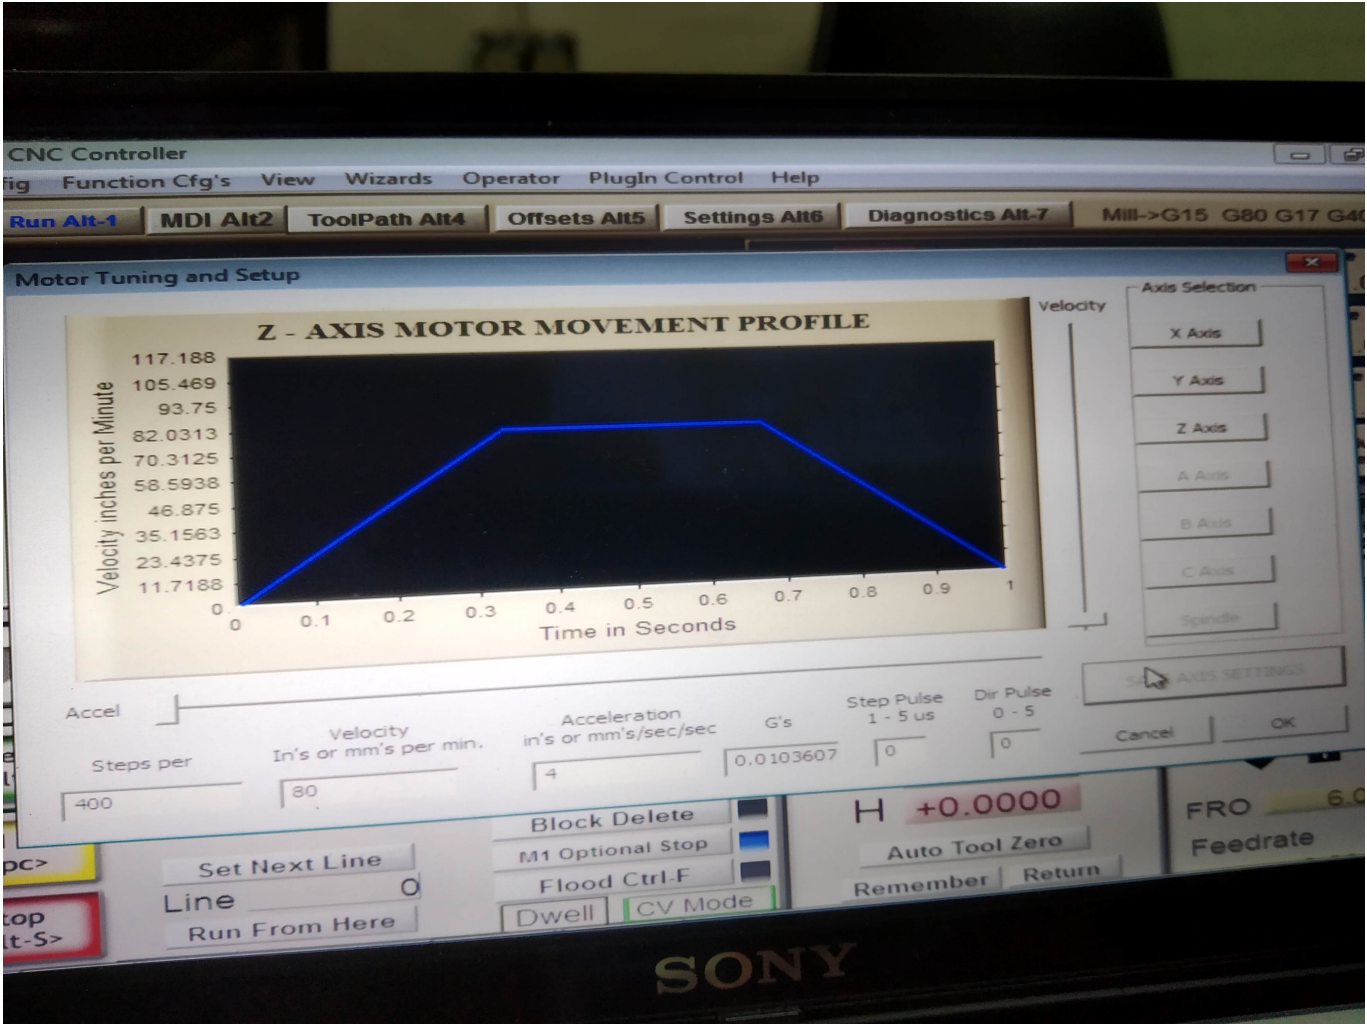 CNC Controller
fig Function Cfg's View Wizards Operator PlugIn Control Help
Run Alt-1 MDI Alt2 ToolPath Alt4 Offsets Alt5 Settings Alt6 Diagnostics Alt-7 Mill->G15 G80 G17 G40
Motor Tuning and Setup
Z - AXIS MOTOR MOVEMENT PROFILE
Velocity inches per Minute
117.188
105.469
93.75
82.0313
70.3125
58.5938
46.875
35.1563
23.4375
11.7188
0
0 0.1 0.2 0.3 0.4 0.5 0.6 0.7 0.8 0.9 1
Time in Seconds
Velocity
Axis Selection
X Axis
Y Axis
Z Axis
A Axis
B Axis
C Axis
Spindle
AXIS SETTINGS
Cancel OK
Accel
Steps per
400
Velocity
In's or mm's per min.
80
Acceleration
in's or mm's/sec/sec
4
G's
0.0103607
Step Pulse
1 - 5 us
0
Dir Pulse
0 - 5
0
pc>
top
lt-S>
Set Next Line
Line 0
Run From Here
Block Delete
M1 Optional Stop
Flood Ctrl-F
Dwell CV Mode
H +0.0000
Auto Tool Zero
Remember Return
FRO 6.0
Feedrate
SONY